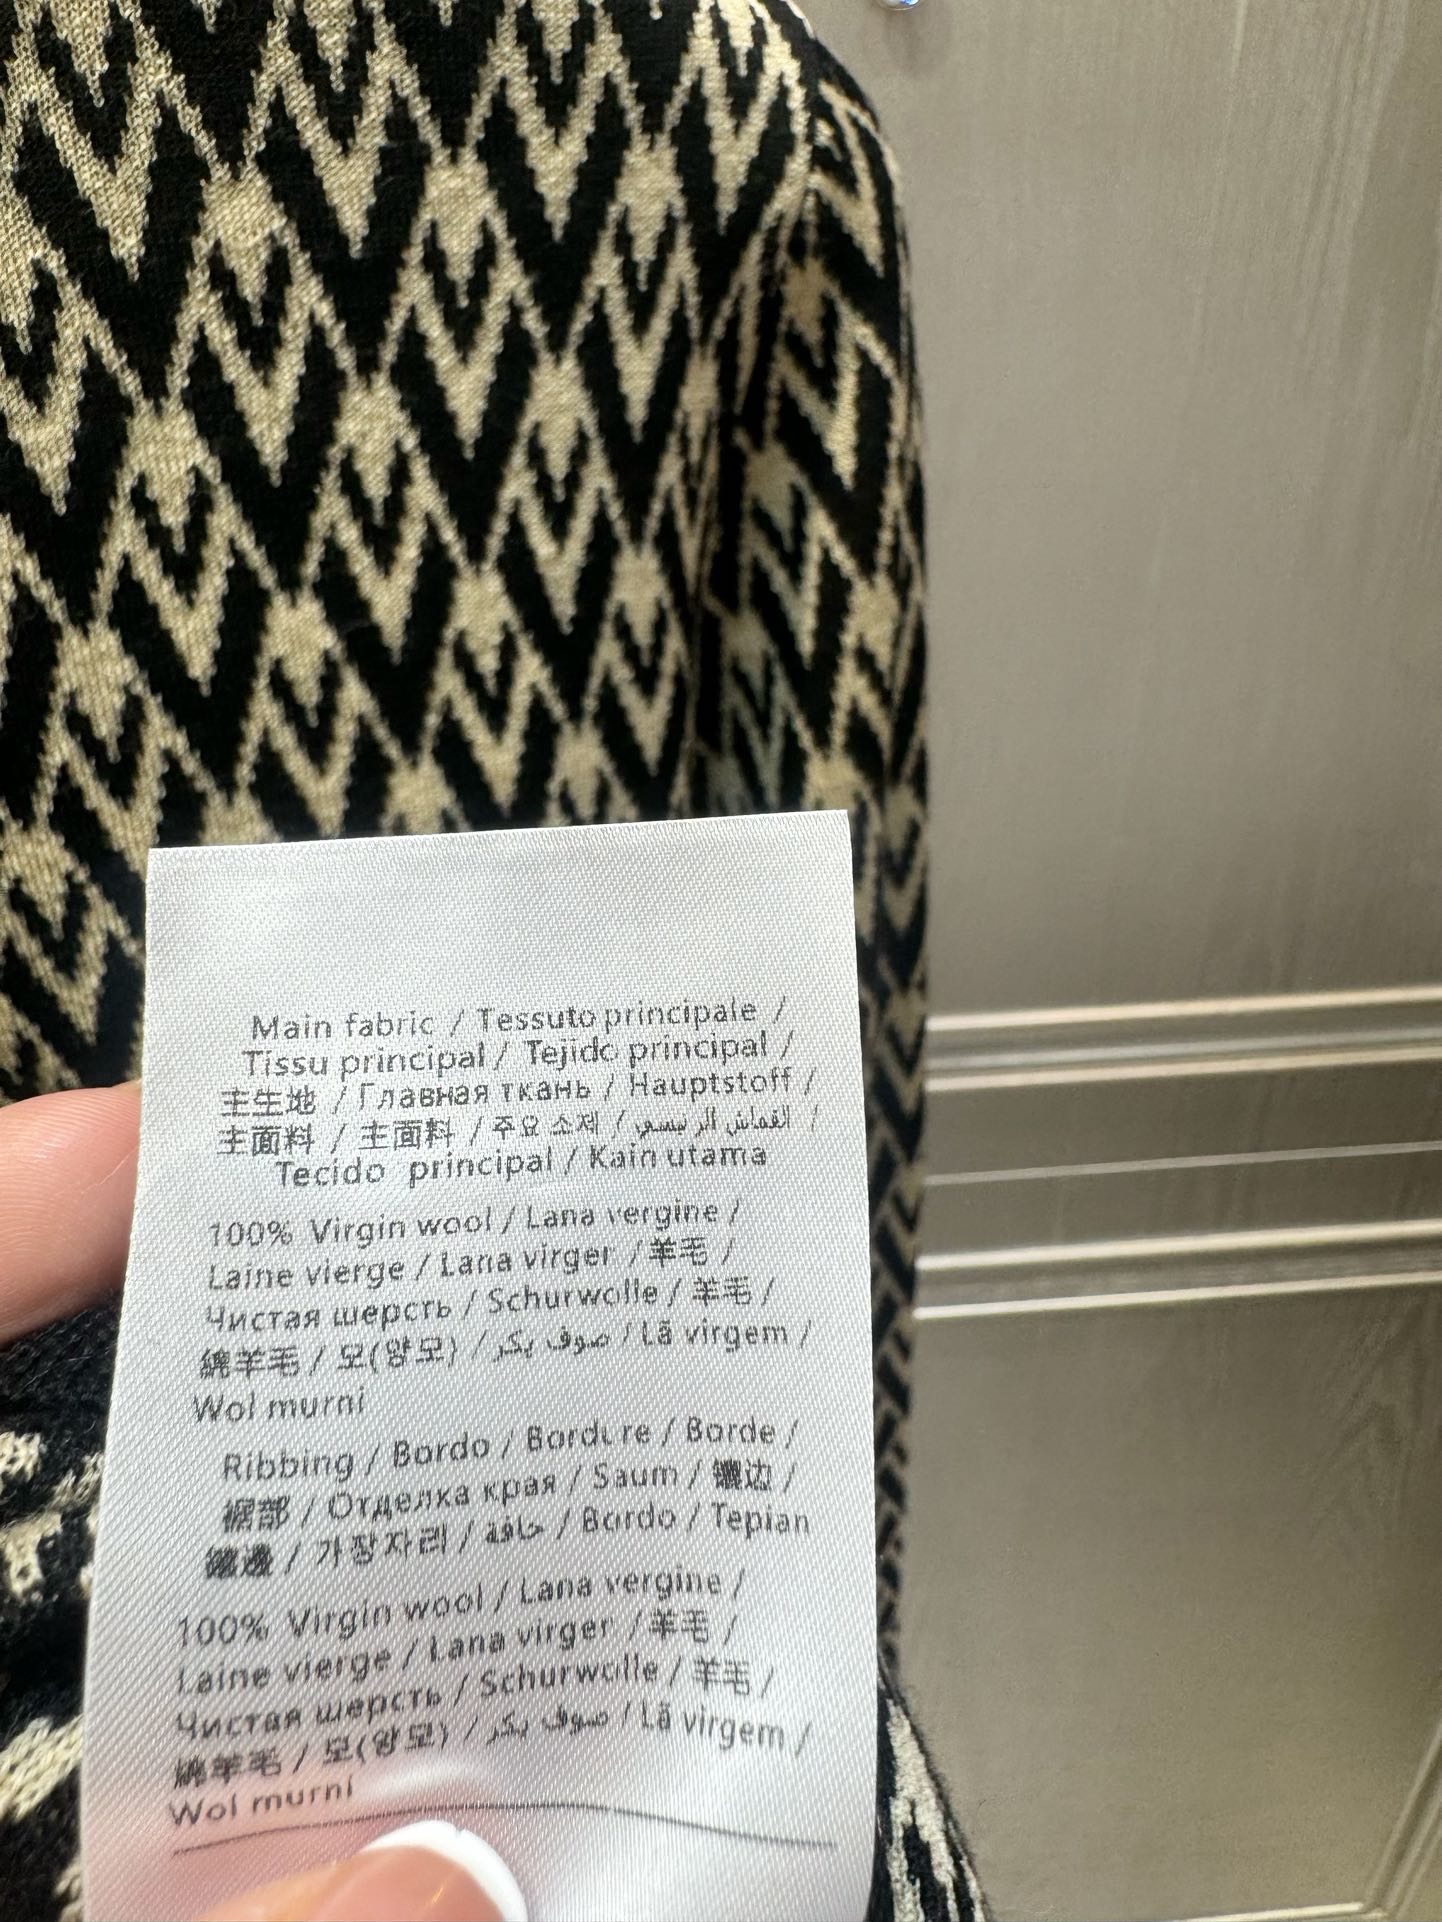 Main fabric / Tessuto principale /
Tissu principal / Tejido principal /
主生地 / Главная ткань / Hauptstoff /
主面料 / 主面料 / 주요 소재 / القماش الرئيسي /
Tecido principal / Kain utama
100% Virgin wool / Lana vergine /
Laine vierge / Lana virger / 羊毛 /
Чистая шерсть / Schurwolle / 羊毛 /
綿羊毛 / 모(양모) / صوف بكر / Lã virgem /
Wol murni
Ribbing / Bordo / Bordure / Borde /
裾部 / Отделка края / Saum / 镶边 /
鑲邊 / 가장자리 / حافة / Bordo / Tepian
100% Virgin wool / Lana vergine /
Laine vierge / Lana virger / 羊毛 /
Чистая шерсть / Schurwolle / 羊毛 /
綿羊毛 / 모(양모) / صوف بكر / Lã virgem /
Wol murni